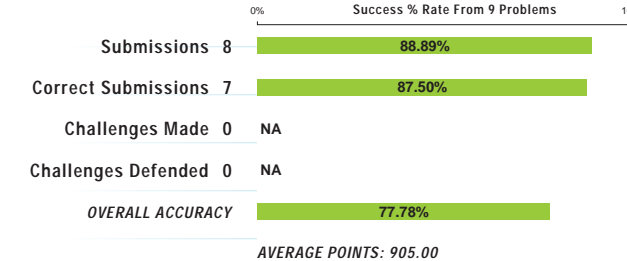 0% Success % Rate From 9 Problems
Submissions 8 88.89%
Correct Submissions 7 87.50%
Challenges Made 0 NA
Challenges Defended 0 NA
OVERALL ACCURACY 77.78%
AVERAGE POINTS: 905.00